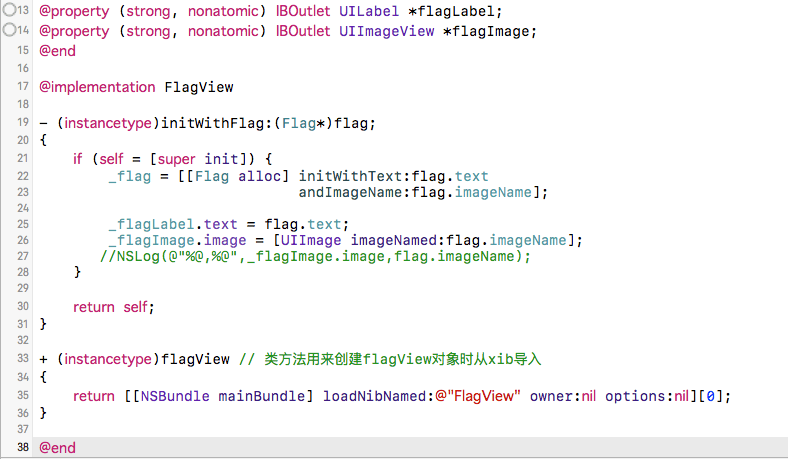 13 @property (strong, nonatomic) IBOutlet UILabel *flagLabel;
14 @property (strong, nonatomic) IBOutlet UIImageView *flagImage;
15 @end
16
17 @implementation FlagView
18
19 - (instancetype)initWithFlag:(Flag*)flag;
20 {
21     if (self = [super init]) {
22         _flag = [[Flag alloc] initWithText:flag.text
23                               andImageName:flag.imageName];
24
25         _flagLabel.text = flag.text;
26         _flagImage.image = [UIImage imageNamed:flag.imageName];
27        //NSLog(@"%@,%@",_flagImage.image,flag.imageName);
28     }
29
30     return self;
31 }
32
33 + (instancetype)flagView // 类方法用来创建flagView对象时从xib导入
34 {
35     return [[NSBundle mainBundle] loadNibNamed:@"FlagView" owner:nil options:nil][0];
36 }
37
38 @end